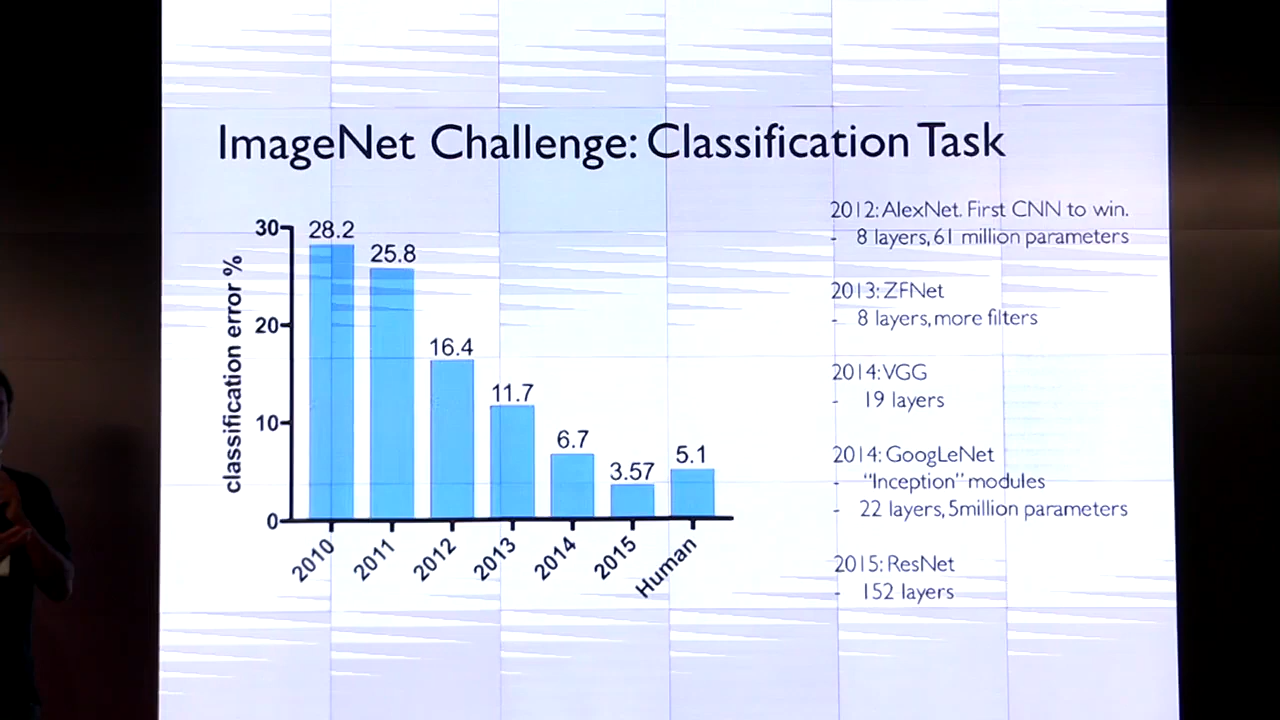 ImageNet Challenge: Classification Task
classification error %
30
20
10
0
28.2
25.8
16.4
11.7
6.7
3.57
5.1
2010
2011
2012
2013
2014
2015
Human
2012: AlexNet. First CNN to win.
- 8 layers, 61 million parameters
2013: ZFNet
- 8 layers, more filters
2014: VGG
- 19 layers
2014: GoogLeNet
- "Inception" modules
- 22 layers, 5million parameters
2015: ResNet
- 152 layers